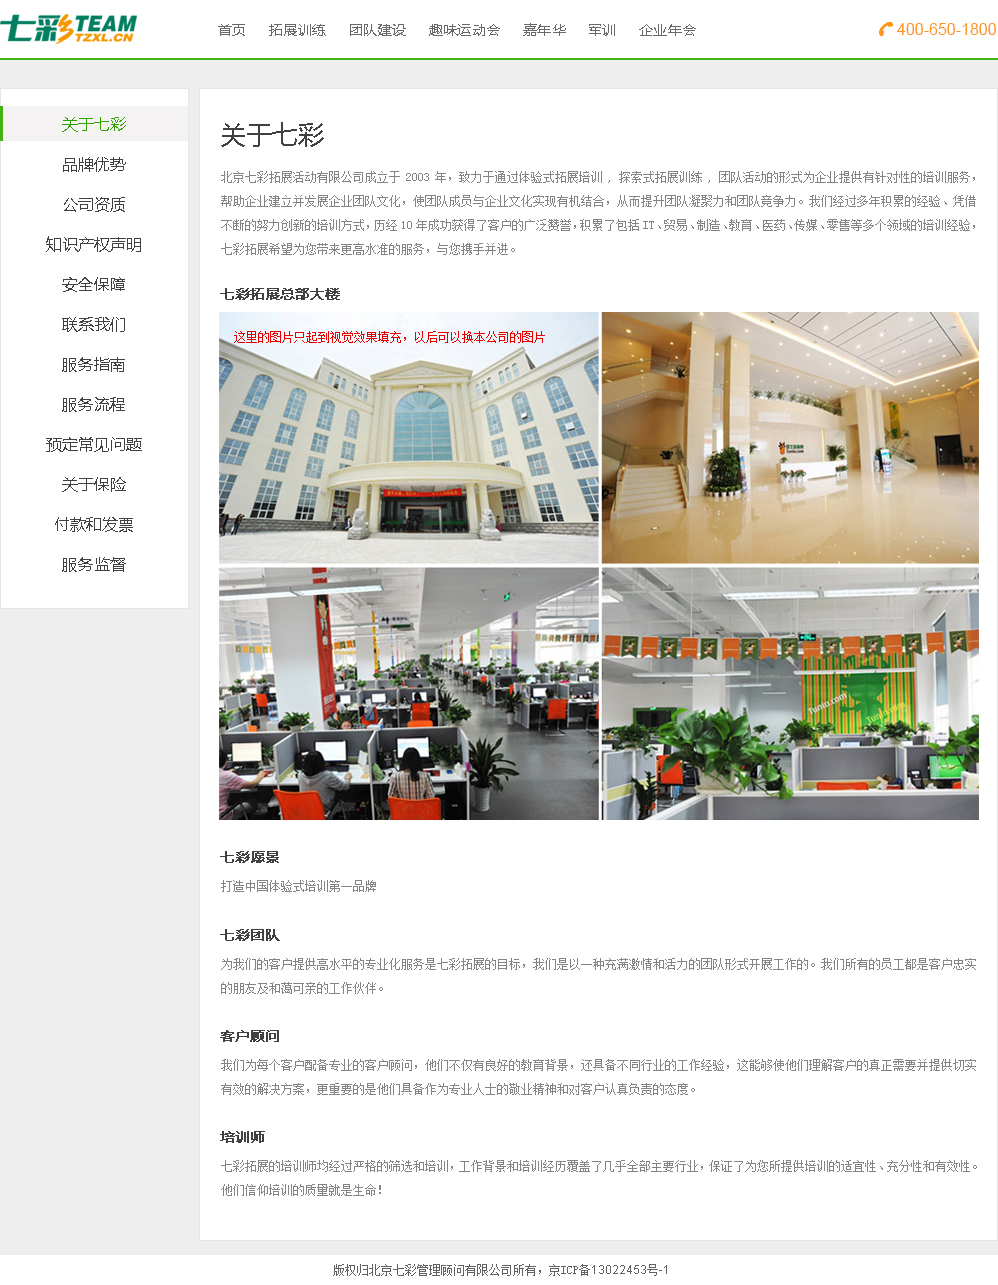 七彩TEAM
TZXL.CN
首页 拓展训练 团队建设 趣味运动会 嘉年华 军训 企业年会
400-650-1800
关于七彩
品牌优势
公司资质
知识产权声明
安全保障
联系我们
服务指南
服务流程
预定常见问题
关于保险
付款和发票
服务监督
关于七彩
北京七彩拓展活动有限公司成立于 2003 年，致力于通过体验式拓展培训 ，探索式拓展训练 ，团队活动的形式为企业提供有针对性的培训服务，
帮助企业建立并发展企业团队文化，使团队成员与企业文化实现有机结合，从而提升团队凝聚力和团队竞争力。我们经过多年积累的经验、凭借
不断的努力创新的培训方式，历经 10 年成功获得了客户的广泛赞誉，积累了包括 IT、贸易、制造、教育、医药、传媒、零售等多个领域的培训经验，
七彩拓展希望为您带来更高水准的服务，与您携手并进。
七彩拓展总部大楼
这里的图片只起到视觉效果填充，以后可以换本公司的图片
Tuniu.com
Tuniu.com
七彩愿景
打造中国体验式培训第一品牌
七彩团队
为我们的客户提供高水平的专业化服务是七彩拓展的目标，我们是以一种充满激情和活力的团队形式开展工作的。我们所有的员工都是客户忠实
的朋友及和蔼可亲的工作伙伴。
客户顾问
我们为每个客户配备专业的客户顾问，他们不仅有良好的教育背景，还具备不同行业的工作经验，这能够使他们理解客户的真正需要并提供切实
有效的解决方案，更重要的是他们具备作为专业人士的敬业精神和对客户认真负责的态度。
培训师
七彩拓展的培训师均经过严格的筛选和培训，工作背景和培训经历覆盖了几乎全部主要行业，保证了为您所提供培训的适宜性、充分性和有效性。
他们信仰培训的质量就是生命！
版权归北京七彩管理顾问有限公司所有，京ICP备13022453号-1